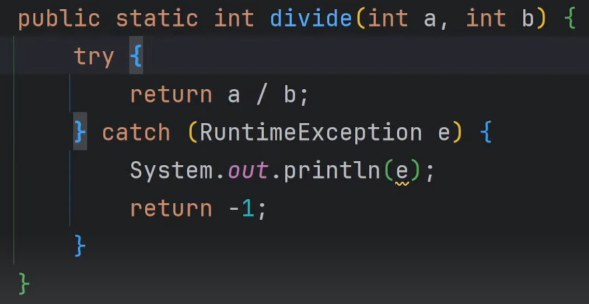 public static int divide(int a, int b) {
    try {
        return a / b;
    } catch (RuntimeException e) {
        System.out.println(e);
        return -1;
    }
}